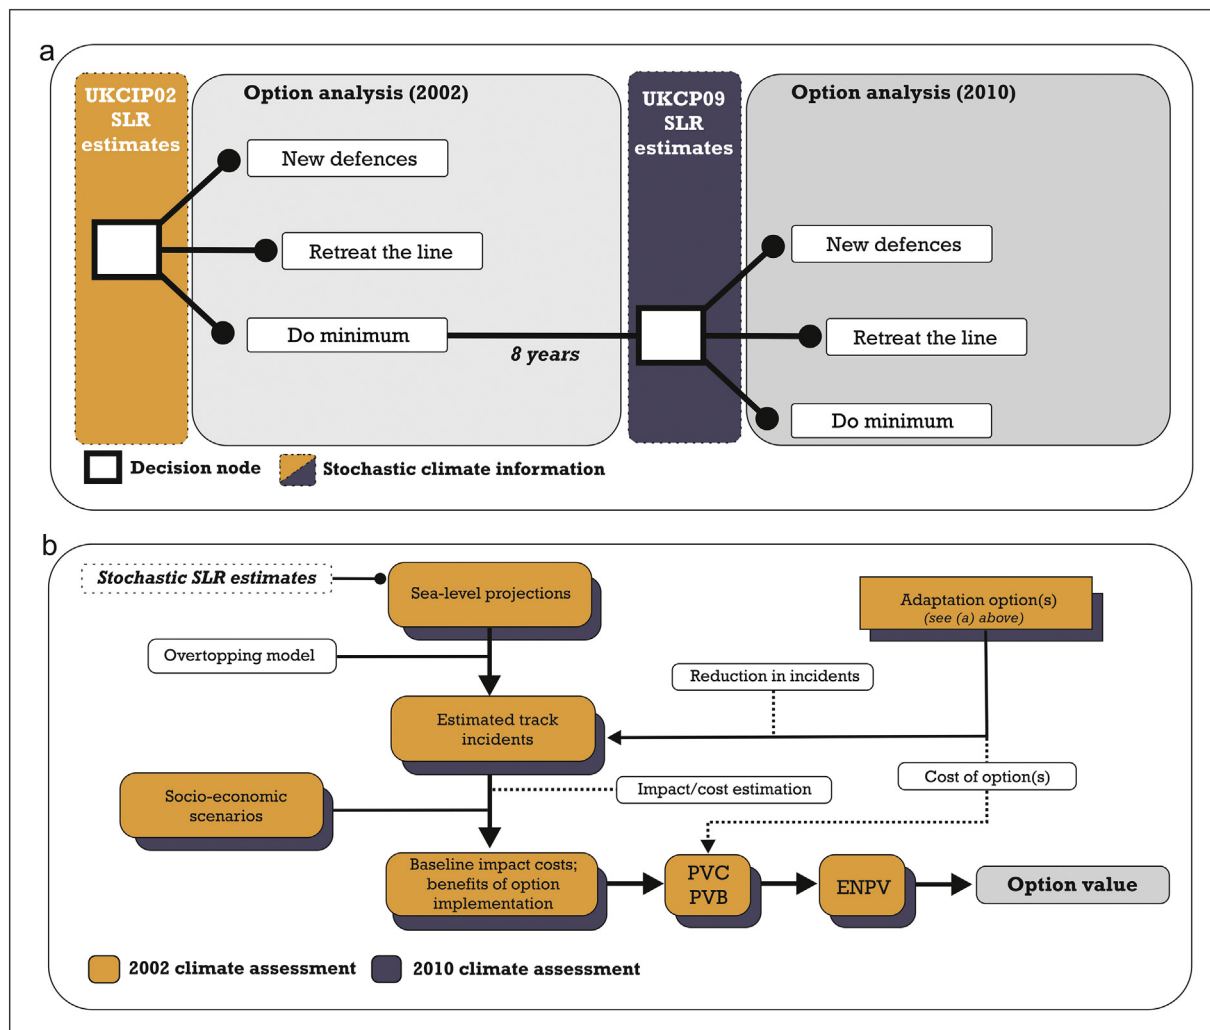 a
UKCIP02
SLR
estimates
Option analysis (2002)
New defences
Retreat the line
Do minimum
8 years
UKCP09
SLR
estimates
Option analysis (2010)
New defences
Retreat the line
Do minimum
Decision node
Stochastic climate information
b
Stochastic SLR estimates
Sea-level projections
Adaptation option(s)
(see (a) above)
Overtopping model
Reduction in incidents
Estimated track
incidents
Cost of option(s)
Socio-economic
scenarios
Impact/cost estimation
Baseline impact costs;
benefits of option
implementation
PVC
PVB
ENPV
Option value
2002 climate assessment
2010 climate assessment